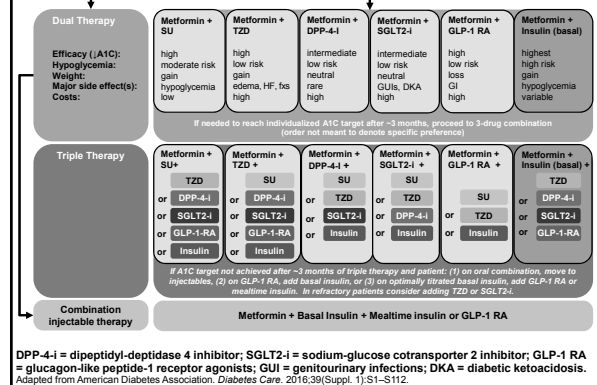 Dual Therapy
Efficacy (↓A1C):
Hypoglycemia:
Weight:
Major side effect(s):
Costs:
Metformin +
SU
high
moderate risk
gain
hypoglycemia
low
Metformin +
TZD
high
low risk
gain
edema, HF, fxs
high
Metformin +
DPP-4-I
intermediate
low risk
neutral
rare
high
Metformin +
SGLT2-i
intermediate
low risk
neutral
GUIs, DKA
high
Metformin +
GLP-1 RA
high
low risk
loss
GI
high
Metformin +
Insulin (basal)
highest
high risk
gain
hypoglycemia
variable
If needed to reach individualized A1C target after ~3 months, proceed to 3-drug combination
(order not meant to denote specific preference)
Triple Therapy
Metformin +
SU+
TZD
or DPP-4-i
or SGLT2-i
or GLP-1-RA
or Insulin
Metformin +
TZD +
SU
or DPP-4-i
or SGLT2-i
or GLP-1-RA
or Insulin
Metformin +
DPP-4-I +
SU
or TZD
or SGLT2-i
or Insulin
Metformin +
SGLT2-i +
SU
or TZD
or DPP-4-i
or Insulin
Metformin +
GLP-1 RA +
SU
or TZD
or Insulin
Metformin +
Insulin (basal) +
TZD
or DPP-4-i
or SGLT2-i
or GLP-1-RA
If A1C target not achieved after ~3 months of triple therapy and patient: (1) on oral combination, move to
injectables, (2) on GLP-1 RA, add basal insulin, or (3) on optimally titrated basal insulin, add GLP-1 RA or
mealtime insulin. In refractory patients consider adding TZD or SGLT2-i.
Combination
injectable therapy
Metformin + Basal Insulin + Mealtime insulin or GLP-1 RA
DPP-4-i = dipeptidyl-deptidase 4 inhibitor; SGLT2-i = sodium-glucose cotransporter 2 inhibitor; GLP-1 RA
= glucagon-like peptide-1 receptor agonists; GUI = genitourinary infections; DKA = diabetic ketoacidosis.
Adapted from American Diabetes Association. Diabetes Care. 2016;39(Suppl. 1):S1–S112.